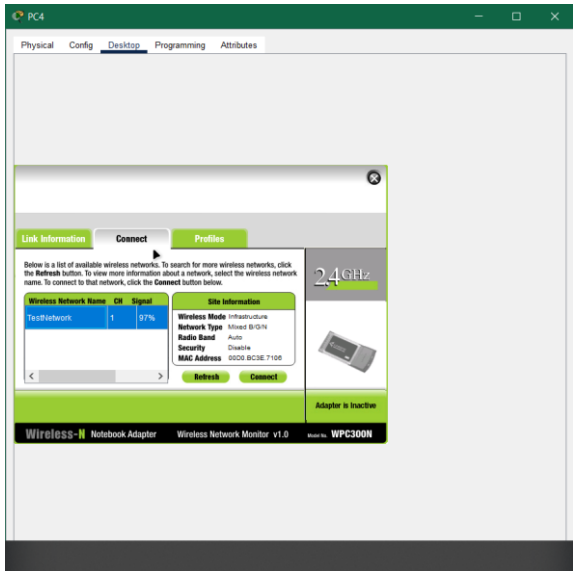 PC4
Physical Config Desktop Programming Attributes
Link Information Connect Profiles
Below is a list of available wireless networks. To search for more wireless networks, click
the Refresh button. To view more information about a network, select the wireless network
name. To connect to that network, click the Connect button below.
2.4GHz
Wireless Network Name CH Signal
TestNetwork 1 97%
Site Information
Wireless Mode Infrastructure
Network Type Mixed B/G/N
Radio Band Auto
Security Disable
MAC Address 00D0.BC3E.7106
Refresh Connect
Adaptor is Inactive
Wireless-N Notebook Adapter Wireless Network Monitor v1.0 Model No. WPC300N